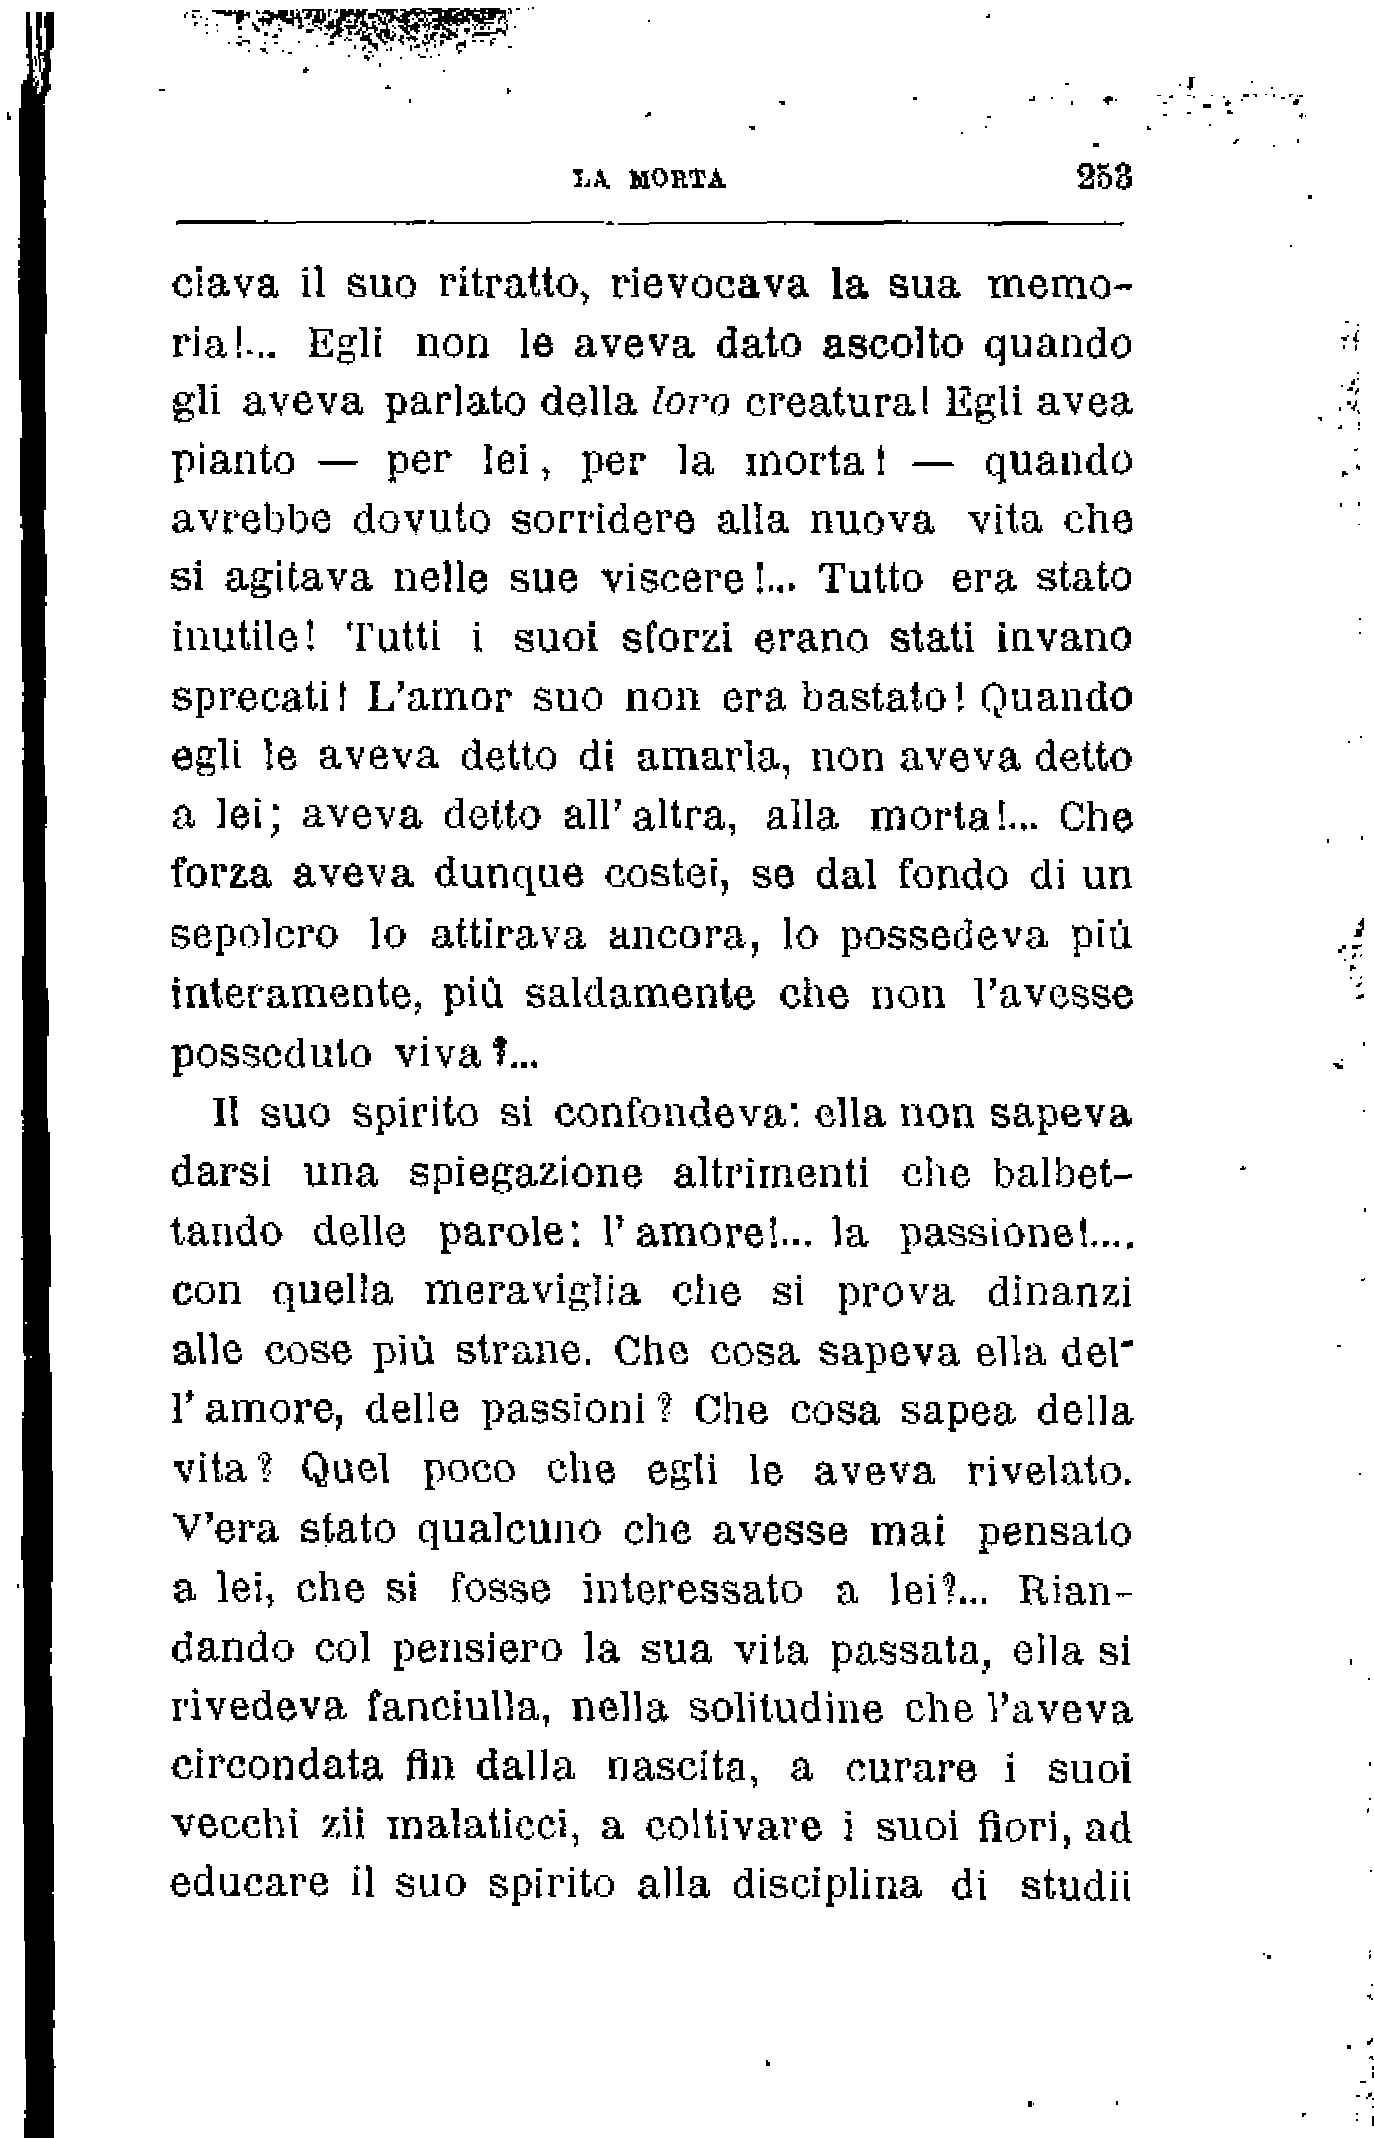 LA MORTA 253
ciava il suo ritratto, rievocava la sua memo-
ria!... Egli non le aveva dato ascolto quando
gli aveva parlato della loro creatura! Egli avea
pianto — per lei, per la morta! — quando
avrebbe dovuto sorridere alla nuova vita che
si agitava nelle sue viscere!... Tutto era stato
inutile! Tutti i suoi sforzi erano stati invano
sprecati! L'amor suo non era bastato! Quando
egli le aveva detto di amarla, non aveva detto
a lei; aveva detto all'altra, alla morta!... Che
forza aveva dunque costei, se dal fondo di un
sepolcro lo attirava ancora, lo possedeva più
interamente, più saldamente che non l'avesse
posseduto viva?...
Il suo spirito si confondeva: ella non sapeva
darsi una spiegazione altrimenti che balbet-
tando delle parole: l'amore!... la passione!....
con quella meraviglia che si prova dinanzi
alle cose più strane. Che cosa sapeva ella del-
l'amore, delle passioni? Che cosa sapea della
vita? Quel poco che egli le aveva rivelato.
V'era stato qualcuno che avesse mai pensato
a lei, che si fosse interessato a lei?... Rian-
dando col pensiero la sua vita passata, ella si
rivedeva fanciulla, nella solitudine che l'aveva
circondata fin dalla nascita, a curare i suoi
vecchi zii malaticci, a coltivare i suoi fiori, ad
educare il suo spirito alla disciplina di studii